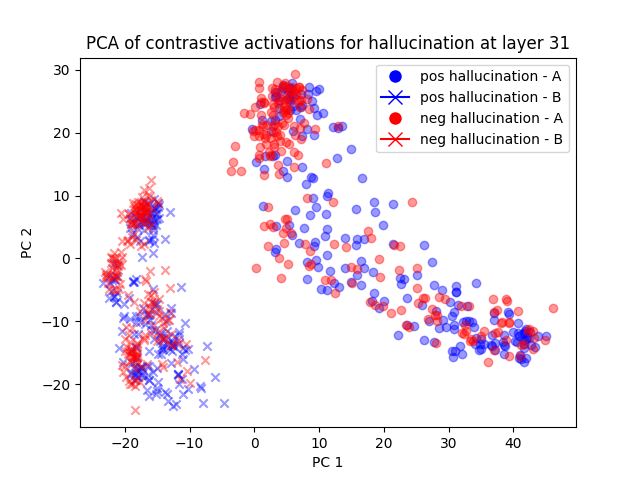 PCA of contrastive activations for hallucination at layer 31
pos hallucination - A
pos hallucination - B
neg hallucination - A
neg hallucination - B
30
20
10
0
−10
−20
PC 2
−20
−10
0
10
20
30
40
PC 1